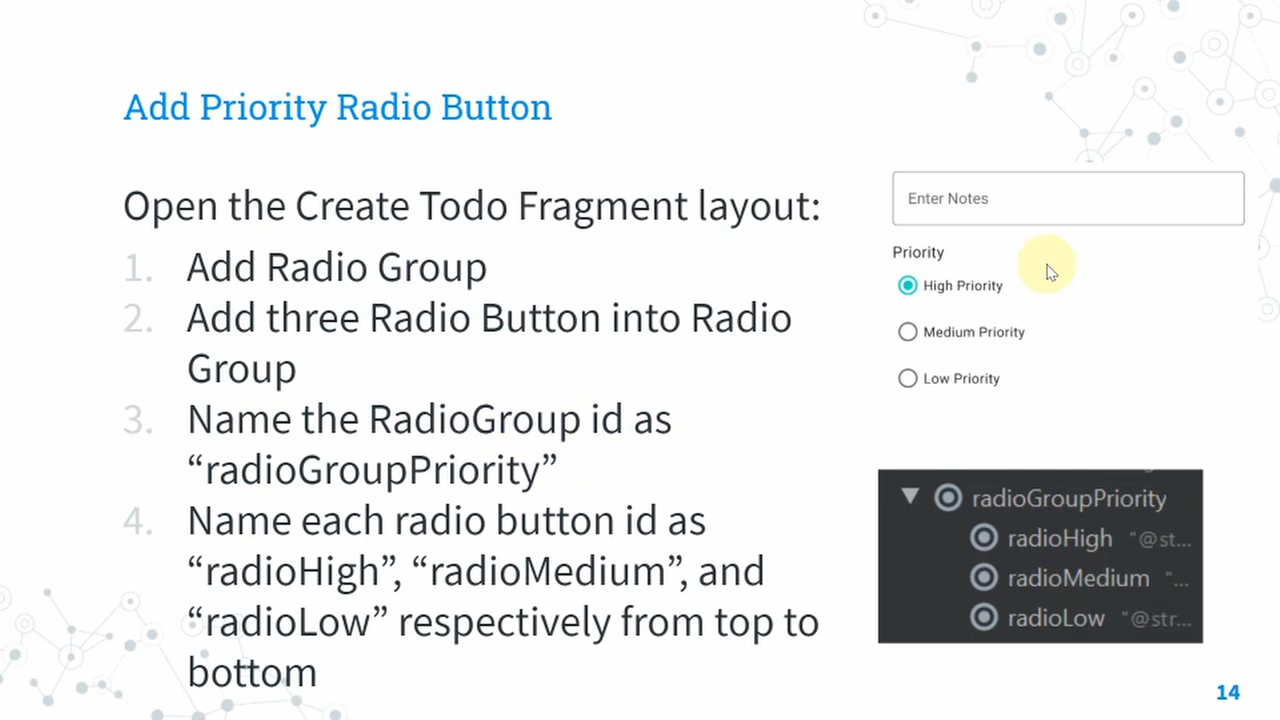 Add Priority Radio Button
Open the Create Todo Fragment layout:
1. Add Radio Group
2. Add three Radio Button into Radio
Group
3. Name the RadioGroup id as
“radioGroupPriority”
4. Name each radio button id as
“radioHigh”, “radioMedium”, and
“radioLow” respectively from top to
bottom
Enter Notes
Priority
High Priority
Medium Priority
Low Priority
radioGroupPriority
radioHigh "@st...
radioMedium "...
radioLow "@str...
14